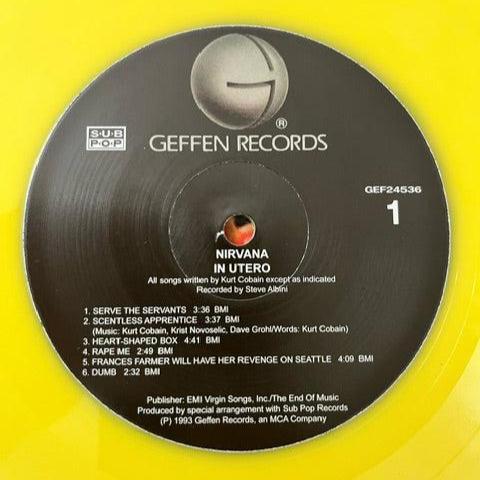 G
®
SUB
POP
GEFFEN RECORDS
GEF24536
1
NIRVANA
IN UTERO
All songs written by Kurt Cobain except as indicated
Recorded by Steve Albini
1. SERVE THE SERVANTS 3:36 BMI
2. SCENTLESS APPRENTICE 3:37 BMI
(Music: Kurt Cobain, Krist Novoselic, Dave Grohl/Words: Kurt Cobain)
3. HEART-SHAPED BOX 4:41 BMI
4. RAPE ME 2:49 BMI
5. FRANCES FARMER WILL HAVE HER REVENGE ON SEATTLE 4:09 BMI
6. DUMB 2:32 BMI
Publisher: EMI Virgin Songs, Inc./The End Of Music
Produced by special arrangement with Sub Pop Records
(P) 1993 Geffen Records, an MCA Company